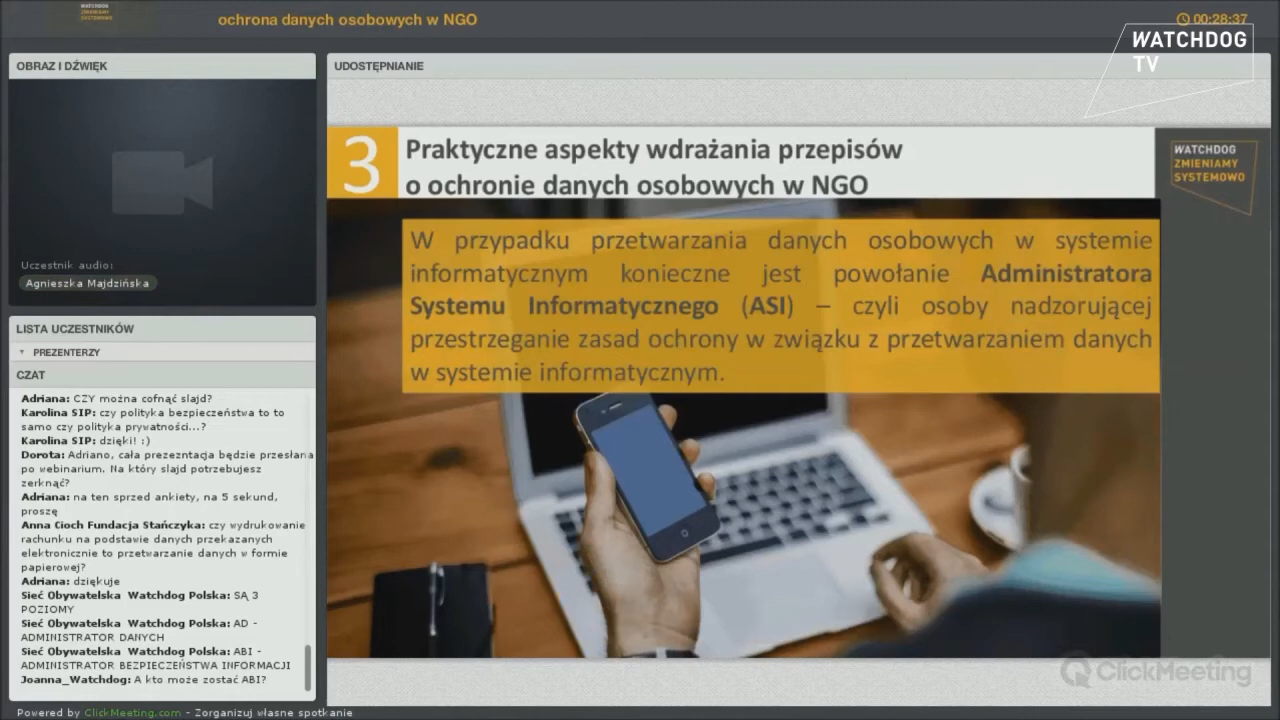 WATCHDOG
ZMIENIAMY
SYSTEMOWO
ochrona danych osobowych w NGO
00:28:37
WATCHDOG
TV
OBRAZ I DŹWIĘK
Uczestnik audio:
Agnieszka Majdzińska
LISTA UCZESTNIKÓW
PREZENTERZY
CZAT
Adriana: CZY można cofnąć slajd?
Karolina SIP: czy polityka bezpieczeństwa to to
samo czy polityka prywatności...?
Karolina SIP: dzięki! :)
Dorota: Adriano, cała prezezntacja będzie przesłana
po webinarium. Na który slajd potrzebujesz
zerknąć?
Adriana: na ten sprzed ankiety, na 5 sekund,
proszę
Anna Cioch Fundacja Stańczyka: czy wydrukowanie
rachunku na podstawie danych przekazanych
elektronicznie to przetwarzanie danych w formie
papierowej?
Adriana: dziękuje
Sieć Obywatelska Watchdog Polska: SĄ 3
POZIOMY
Sieć Obywatelska Watchdog Polska: AD -
ADMINISTRATOR DANYCH
Sieć Obywatelska Watchdog Polska: ABI -
ADMINISTRATOR BEZPIECZEŃSTWA INFORMACJI
Joanna_Watchdog: A kto może zostać ABI?
UDOSTĘPNIANIE
3
Praktyczne aspekty wdrażania przepisów
o ochronie danych osobowych w NGO
WATCHDOG
ZMIENIAMY
SYSTEMOWO
W przypadku przetwarzania danych osobowych w systemie
informatycznym konieczne jest powołanie Administratora
Systemu Informatycznego (ASI) – czyli osoby nadzorującej
przestrzeganie zasad ochrony w związku z przetwarzaniem danych
w systemie informatycznym.
ClickMeeting
Powered by ClickMeeting.com - Zorganizuj własne spotkanie